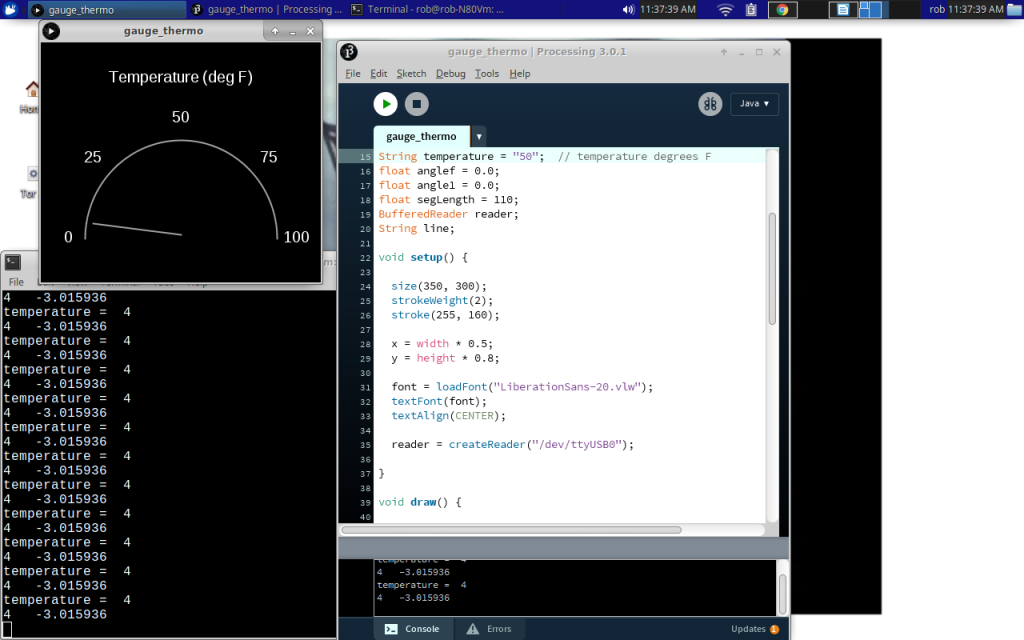 gauge_thermo
gauge_thermo | Processing ...
Terminal - rob@rob-N80Vm: ...
11:37:39 AM
rob 11:37:39 AM
gauge_thermo
Temperature (deg F)
50
25
75
0
100
File
4 -3.015936
temperature = 4
4 -3.015936
temperature = 4
4 -3.015936
temperature = 4
4 -3.015936
temperature = 4
4 -3.015936
temperature = 4
4 -3.015936
temperature = 4
4 -3.015936
temperature = 4
4 -3.015936
temperature = 4
4 -3.015936
temperature = 4
4 -3.015936
temperature = 4
4 -3.015936
temperature = 4
4 -3.015936
gauge_thermo | Processing 3.0.1
File Edit Sketch Debug Tools Help
Java
gauge_thermo
15 String temperature = "50"; // temperature degrees F
16 float anglef = 0.0;
17 float angle1 = 0.0;
18 float segLength = 110;
19 BufferedReader reader;
20 String line;
21
22 void setup() {
23
24 size(350, 300);
25 strokeWeight(2);
26 stroke(255, 160);
27
28 x = width * 0.5;
29 y = height * 0.8;
30
31 font = loadFont("LiberationSans-20.vlw");
32 textFont(font);
33 textAlign(CENTER);
34
35 reader = createReader("/dev/ttyUSB0");
36
37 }
38
39 void draw() {
40
temperature = 4
4 -3.015936
temperature = 4
4 -3.015936
Console
Errors
Updates 1